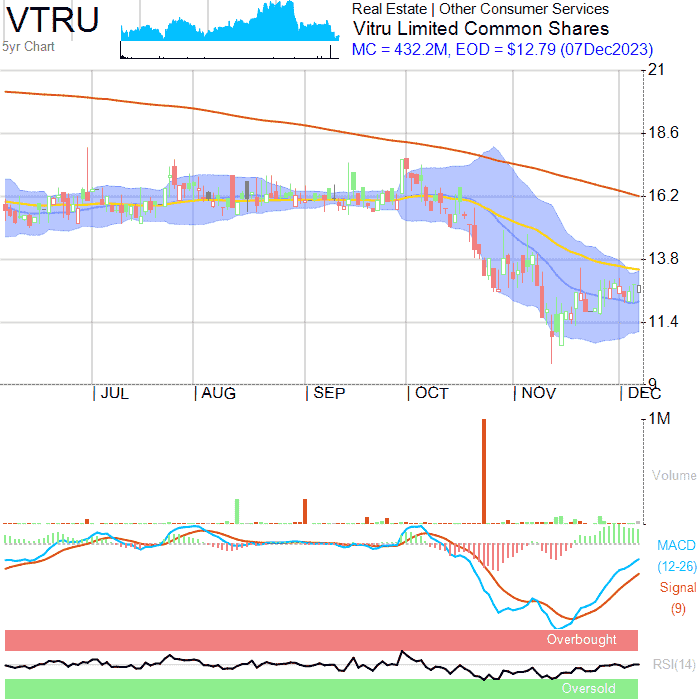 VTRU
5yr Chart
Real Estate | Other Consumer Services
Vitru Limited Common Shares
MC = 432.2M, EOD = $12.79 (07Dec2023)
21
18.6
16.2
13.8
11.4
9
JUL AUG SEP OCT NOV DEC
1M
Volume
MACD
(12-26)
Signal
(9)
Overbought
RSI(14)
Oversold